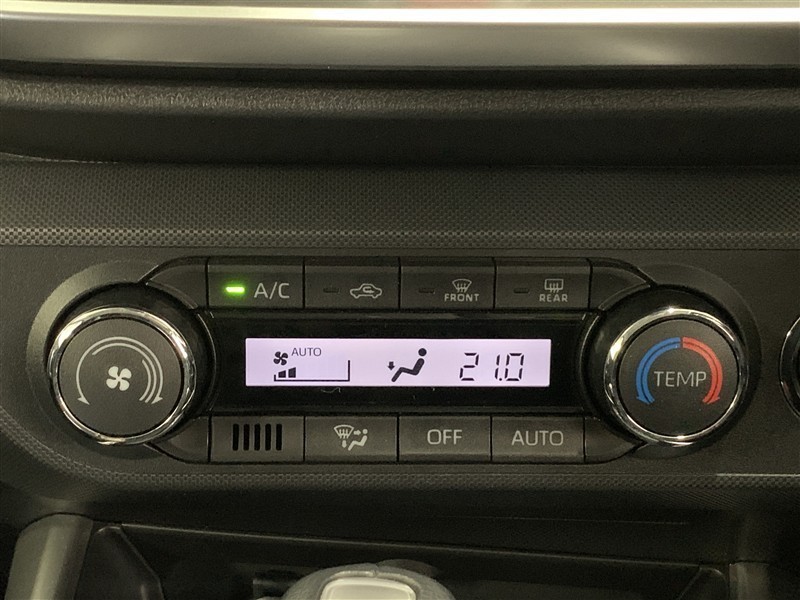 A/C
FRONT
REAR
AUTO
21.0
TEMP
OFF
AUTO